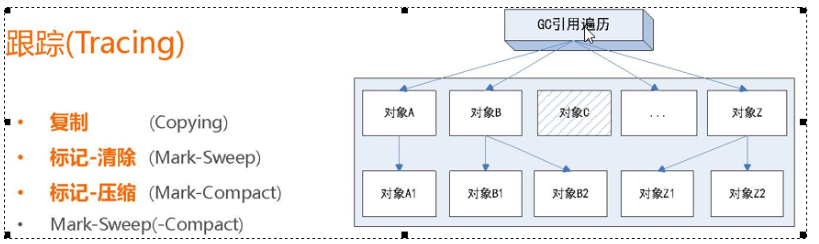 跟踪(Tracing)
• 复制 (Copying)
• 标记-清除 (Mark-Sweep)
• 标记-压缩 (Mark-Compact)
• Mark-Sweep(-Compact)
GC引用遍历
对象A
对象B
对象C
...
对象Z
对象A1
对象B1
对象B2
对象Z1
对象Z2